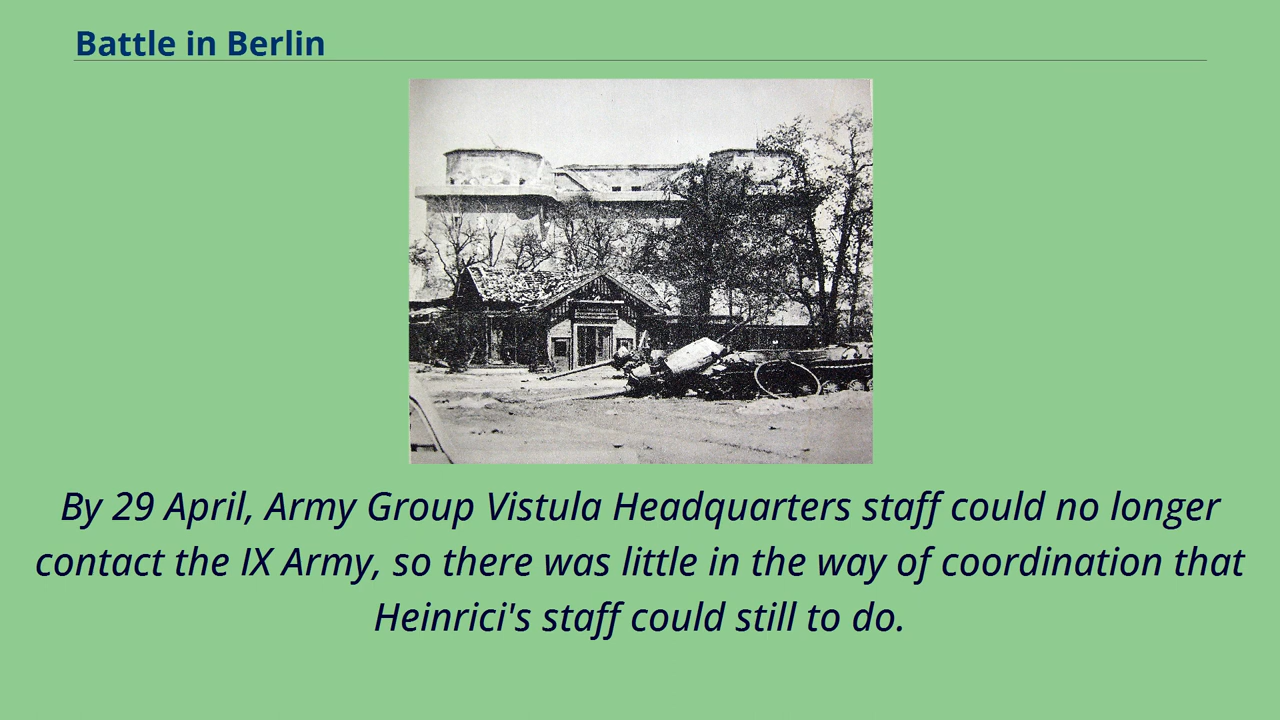 Battle in Berlin
By 29 April, Army Group Vistula Headquarters staff could no longer
contact the IX Army, so there was little in the way of coordination that
Heinrici's staff could still to do.